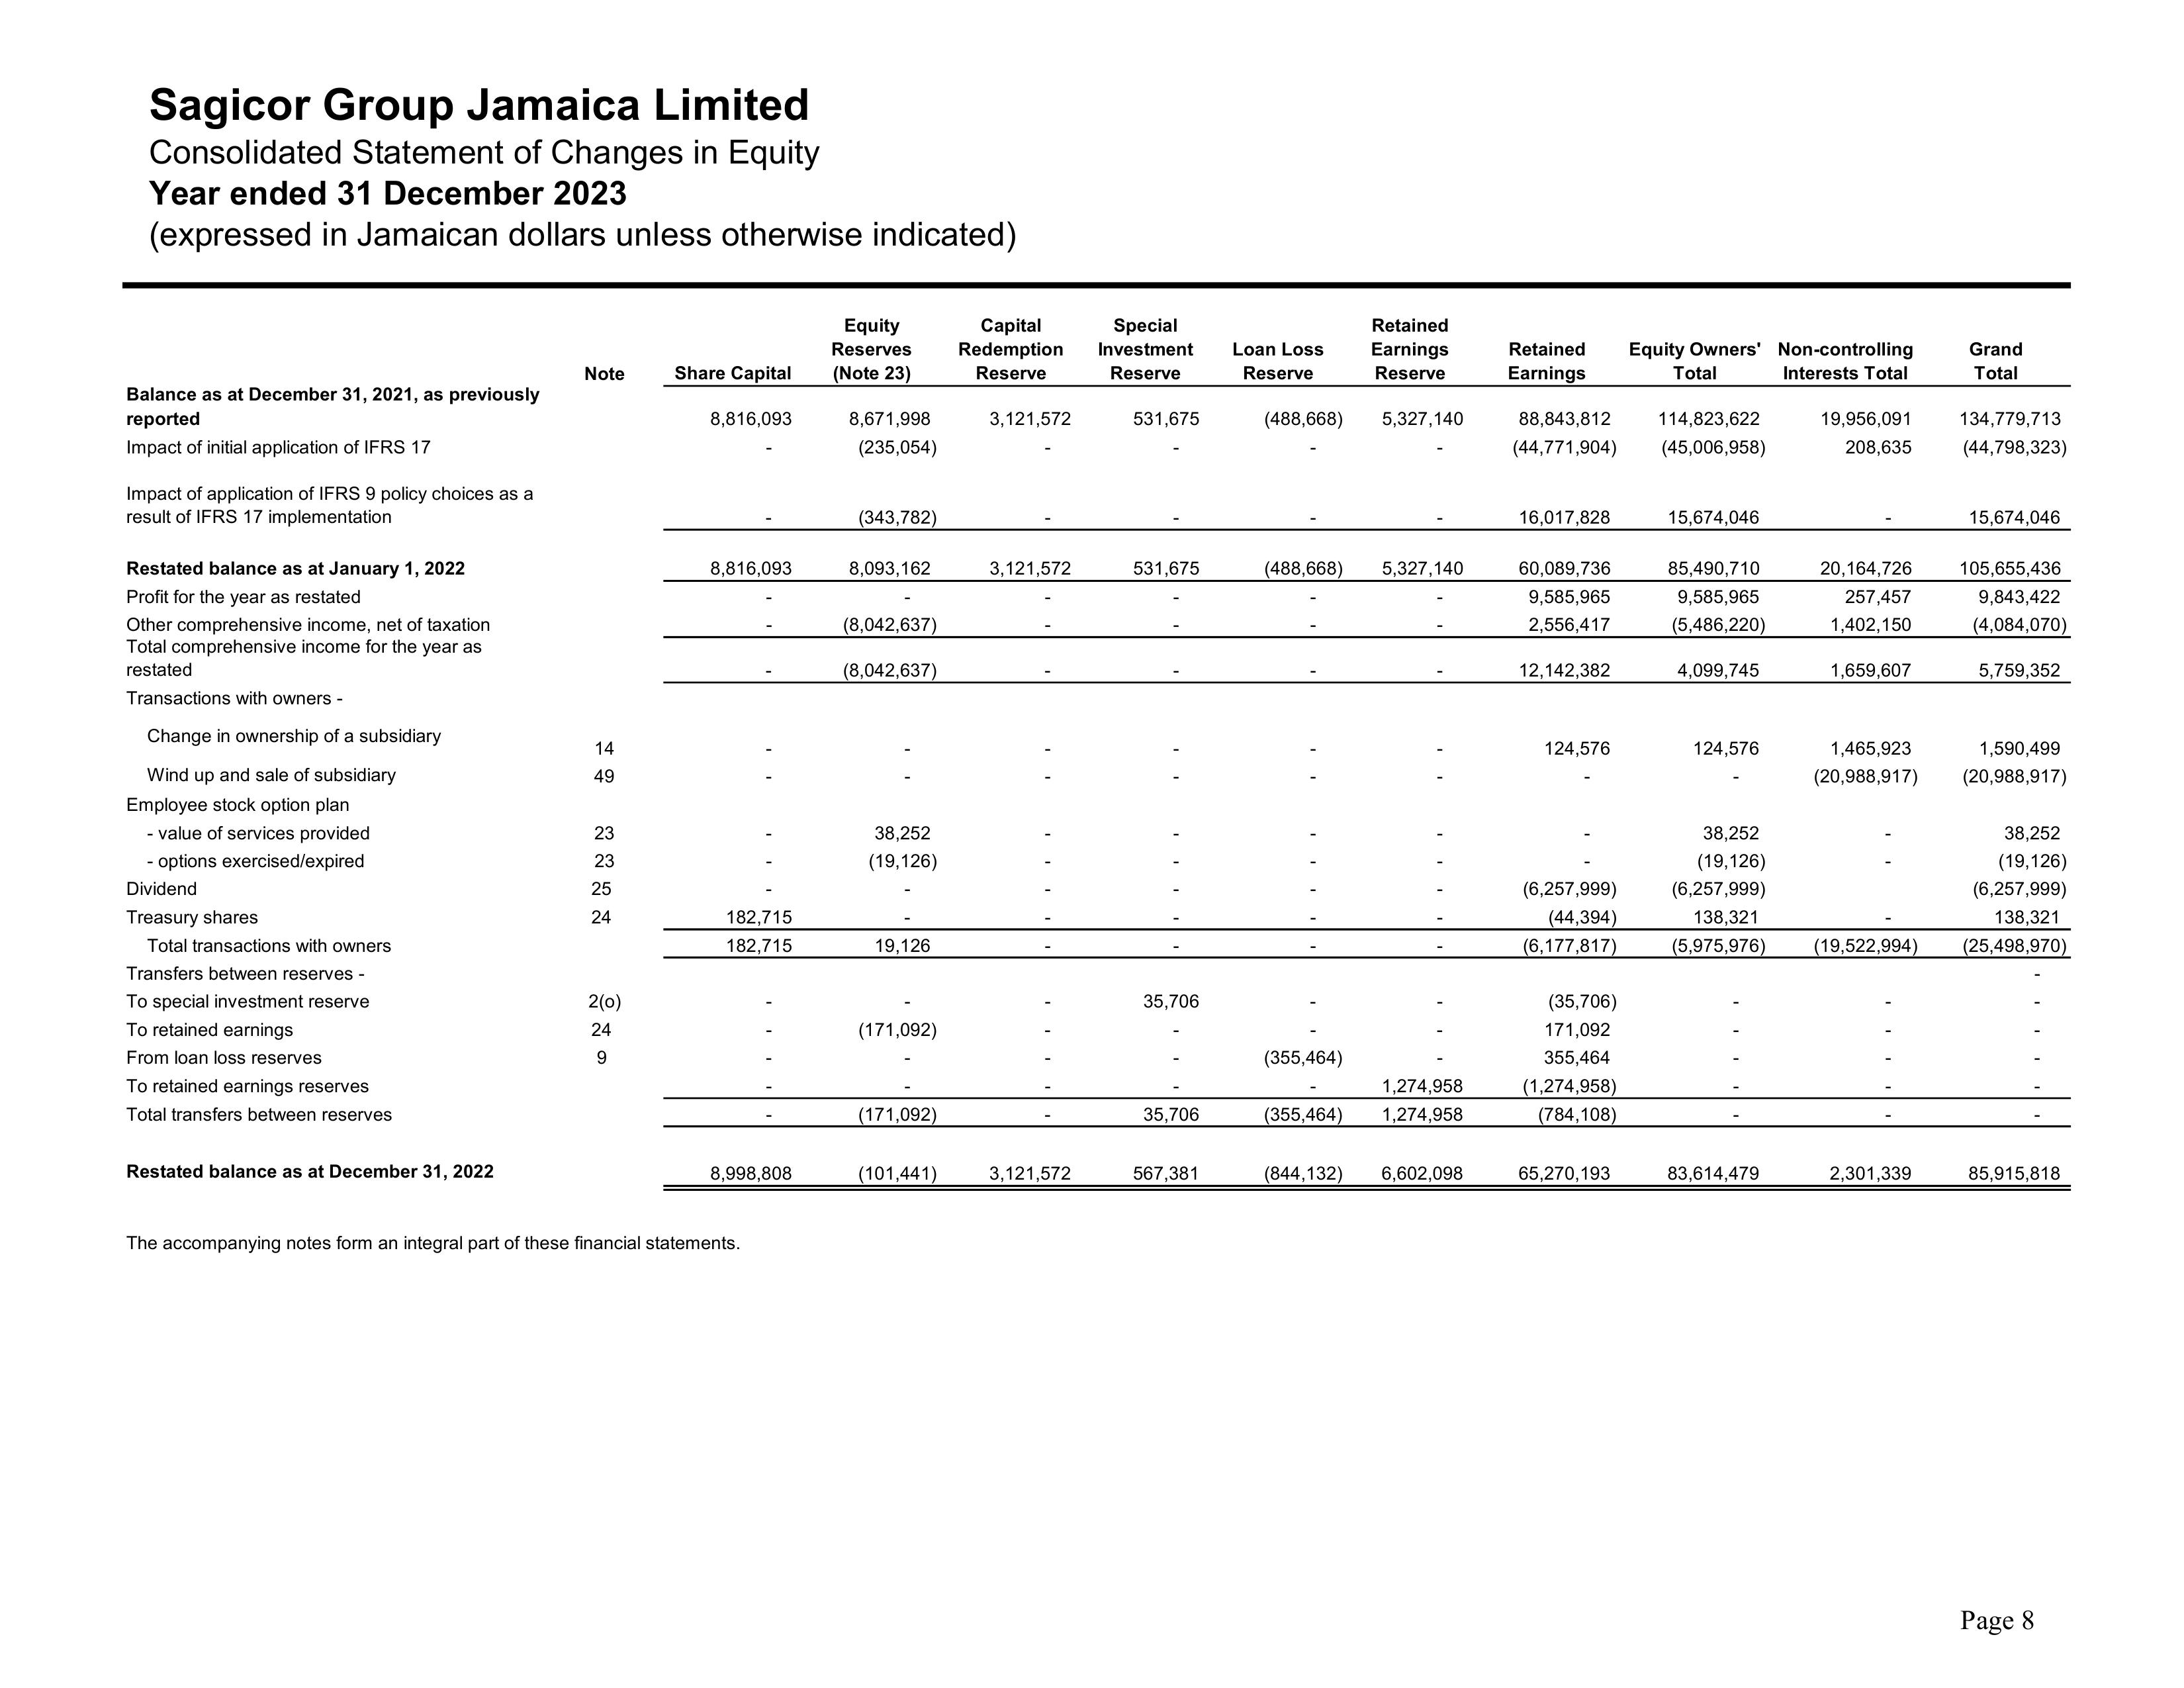 Sagicor Group Jamaica Limited
Consolidated Statement of Changes in Equity
Year ended 31 December 2023
(expressed in Jamaican dollars unless otherwise indicated)
Note Share Capital Equity Reserves (Note 23) Capital Redemption Reserve Special Investment Reserve Loan Loss Reserve Retained Earnings Reserve Retained Earnings Equity Owners' Total Non-controlling Interests Total Grand Total
Balance as at December 31, 2021, as previously
reported 8,816,093 8,671,998 3,121,572 531,675 (488,668) 5,327,140 88,843,812 114,823,622 19,956,091 134,779,713
Impact of initial application of IFRS 17 - (235,054) - - - - (44,771,904) (45,006,958) 208,635 (44,798,323)
Impact of application of IFRS 9 policy choices as a
result of IFRS 17 implementation - (343,782) - - - - 16,017,828 15,674,046 - 15,674,046
Restated balance as at January 1, 2022 8,816,093 8,093,162 3,121,572 531,675 (488,668) 5,327,140 60,089,736 85,490,710 20,164,726 105,655,436
Profit for the year as restated - - - - - - 9,585,965 9,585,965 257,457 9,843,422
Other comprehensive income, net of taxation - (8,042,637) - - - - 2,556,417 (5,486,220) 1,402,150 (4,084,070)
Total comprehensive income for the year as
restated - (8,042,637) - - - - 12,142,382 4,099,745 1,659,607 5,759,352
Transactions with owners -
Change in ownership of a subsidiary 14 - - - - - - 124,576 124,576 1,465,923 1,590,499
Wind up and sale of subsidiary 49 - - - - - - - - (20,988,917) (20,988,917)
Employee stock option plan
- value of services provided 23 - 38,252 - - - - - 38,252 - 38,252
- options exercised/expired 23 - (19,126) - - - - - (19,126) - (19,126)
Dividend 25 - - - - - - (6,257,999) (6,257,999) (6,257,999)
Treasury shares 24 182,715 - - - - - (44,394) 138,321 - 138,321
Total transactions with owners 182,715 19,126 - - - - (6,177,817) (5,975,976) (19,522,994) (25,498,970)
Transfers between reserves - -
To special investment reserve 2(o) - - - 35,706 - - (35,706) - - -
To retained earnings 24 - (171,092) - - - - 171,092 - - -
From loan loss reserves 9 - - - - (355,464) - 355,464 - - -
To retained earnings reserves - - - - - 1,274,958 (1,274,958) - - -
Total transfers between reserves - (171,092) - 35,706 (355,464) 1,274,958 (784,108) - - -
Restated balance as at December 31, 2022 8,998,808 (101,441) 3,121,572 567,381 (844,132) 6,602,098 65,270,193 83,614,479 2,301,339 85,915,818
The accompanying notes form an integral part of these financial statements.
Page 8